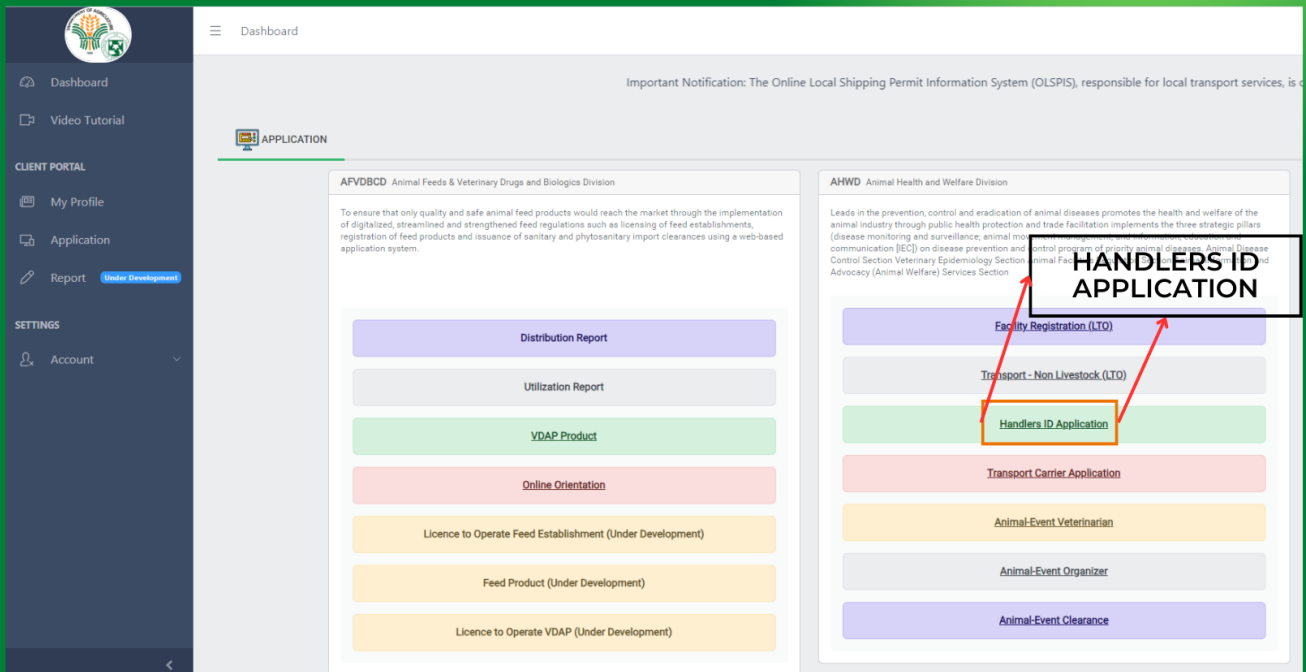 Dashboard
Important Notification: The Online Local Shipping Permit Information System (OLSPIS), responsible for local transport services, is
Dashboard
Video Tutorial
CLIENT PORTAL
My Profile
Application
Report Under Development
SETTINGS
Account
APPLICATION
AFVDBCD Animal Feeds & Veterinary Drugs and Biologics Division
To ensure that only quality and safe animal feed products would reach the market through the implementation
of digitalized, streamlined and strengthened feed regulations such as licensing of feed establishments,
registration of feed products and issuance of sanitary and phytosanitary import clearances using a web-based
application system.
Distribution Report
Utilization Report
VDAP Product
Online Orientation
Licence to Operate Feed Establishment (Under Development)
Feed Product (Under Development)
Licence to Operate VDAP (Under Development)
AHWD Animal Health and Welfare Division
Leads in the prevention, control and eradication of animal diseases promotes the health and welfare of the
animal industry through public health protection and trade facilitation implements the three strategic pillars
(disease monitoring and surveillance; animal movement management; and information, education and
communication [IEC]) on disease prevention and control program of priority animal diseases. Animal Disease
Control Section Veterinary Epidemiology Section Animal and
Advocacy (Animal Welfare) Services Section
HANDLERS ID
APPLICATION
Facility Registration (LTO)
Transport - Non Livestock (LTO)
Handlers ID Application
Transport Carrier Application
Animal-Event Veterinarian
Animal-Event Organizer
Animal-Event Clearance